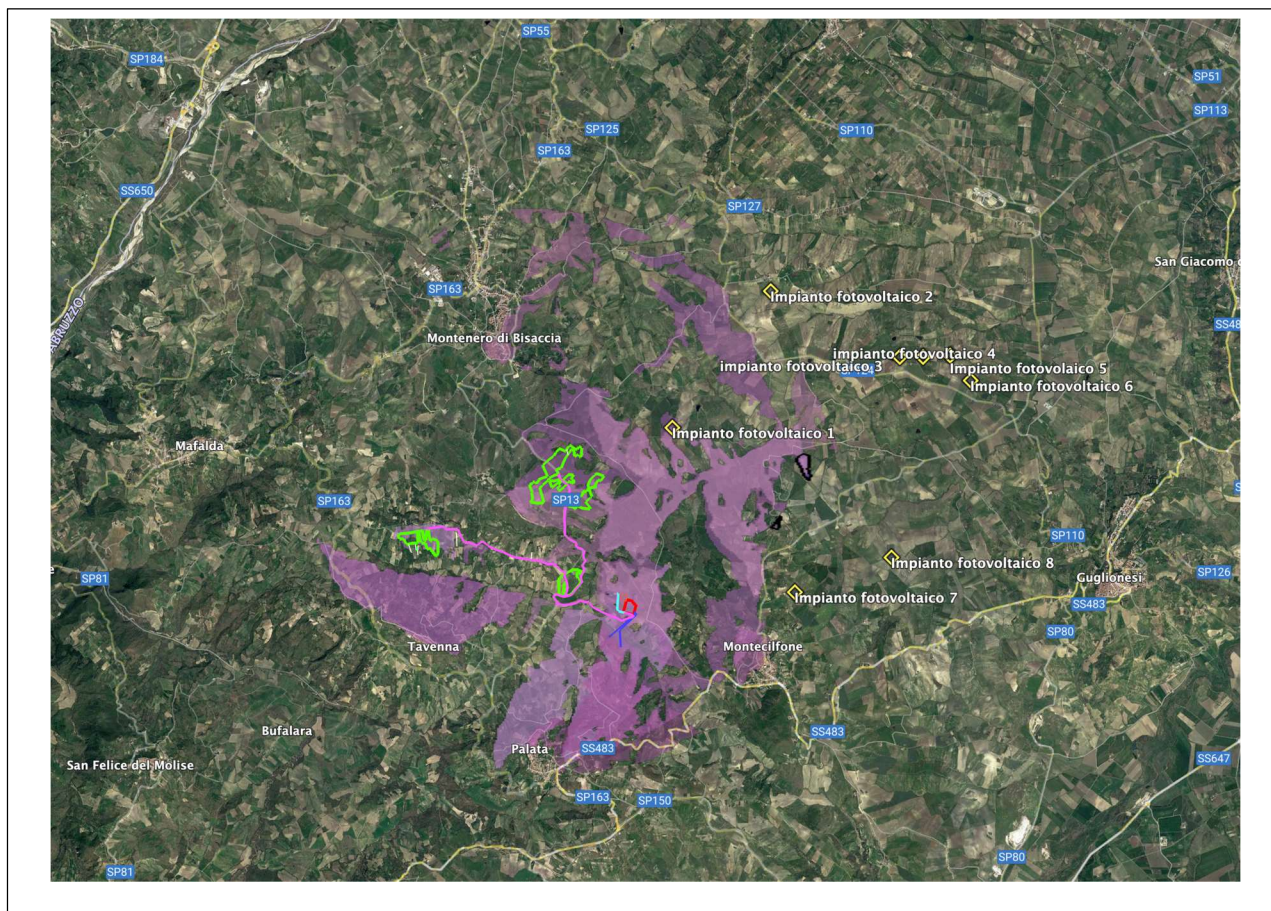 SP55
SP184
SP51
SP113
SP125
SP110
SP163
SS650
SP127
San Giacomo d
ABRUZZO
SP163
Impianto fotovoltaico 2
SS48
Montenero di Bisaccia
impianto fotovoltaico 4
impianto fotovoltaico 3
Impianto fotovolaico 5
Impianto fotovoltaico 6
Impianto fotovoltaico 1
Mafalda
SP163
SP13
SP110
Impianto fotovoltaico 8
SP81
SP126
Guglionesi
Impianto fotovoltaico 7
SS483
SP80
Tavenna
Montecilfone
Bufalara
SS483
Palata
SS483
San Felice del Molise
SS647
SP163
SP150
SP80
SP81